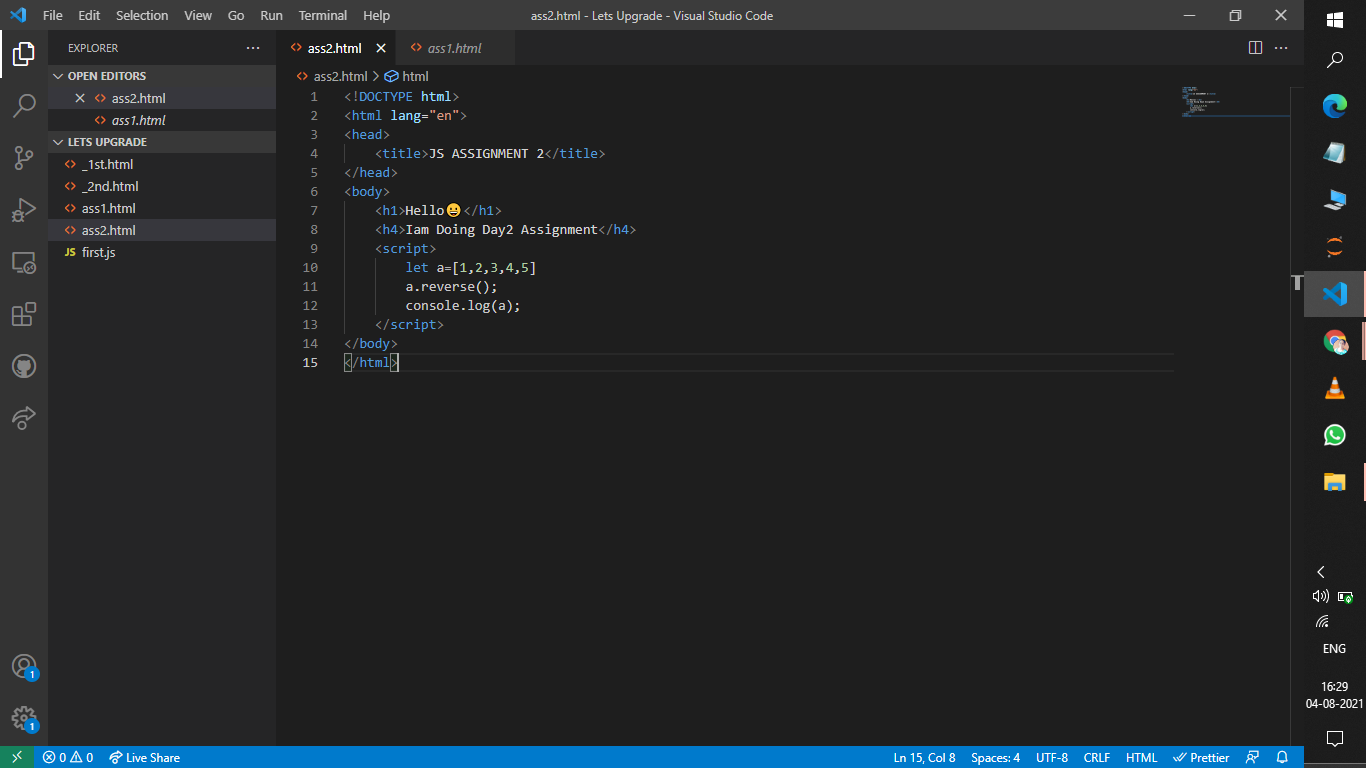 File Edit Selection View Go Run Terminal Help
ass2.html - Lets Upgrade - Visual Studio Code
EXPLORER
OPEN EDITORS
ass2.html
ass1.html
LETS UPGRADE
_1st.html
_2nd.html
ass1.html
ass2.html
JS first.js
ass2.html
ass1.html
ass2.html > html
1 <!DOCTYPE html>
2 <html lang="en">
3 <head>
4 <title>JS ASSIGNMENT 2</title>
5 </head>
6 <body>
7 <h1>Hello😀</h1>
8 <h4>Iam Doing Day2 Assignment</h4>
9 <script>
10 let a=[1,2,3,4,5]
11 a.reverse();
12 console.log(a);
13 </script>
14 </body>
15 </html>
1
1
0 0 Live Share
Ln 15, Col 8 Spaces: 4 UTF-8 CRLF HTML Prettier
T
ENG
16:29
04-08-2021